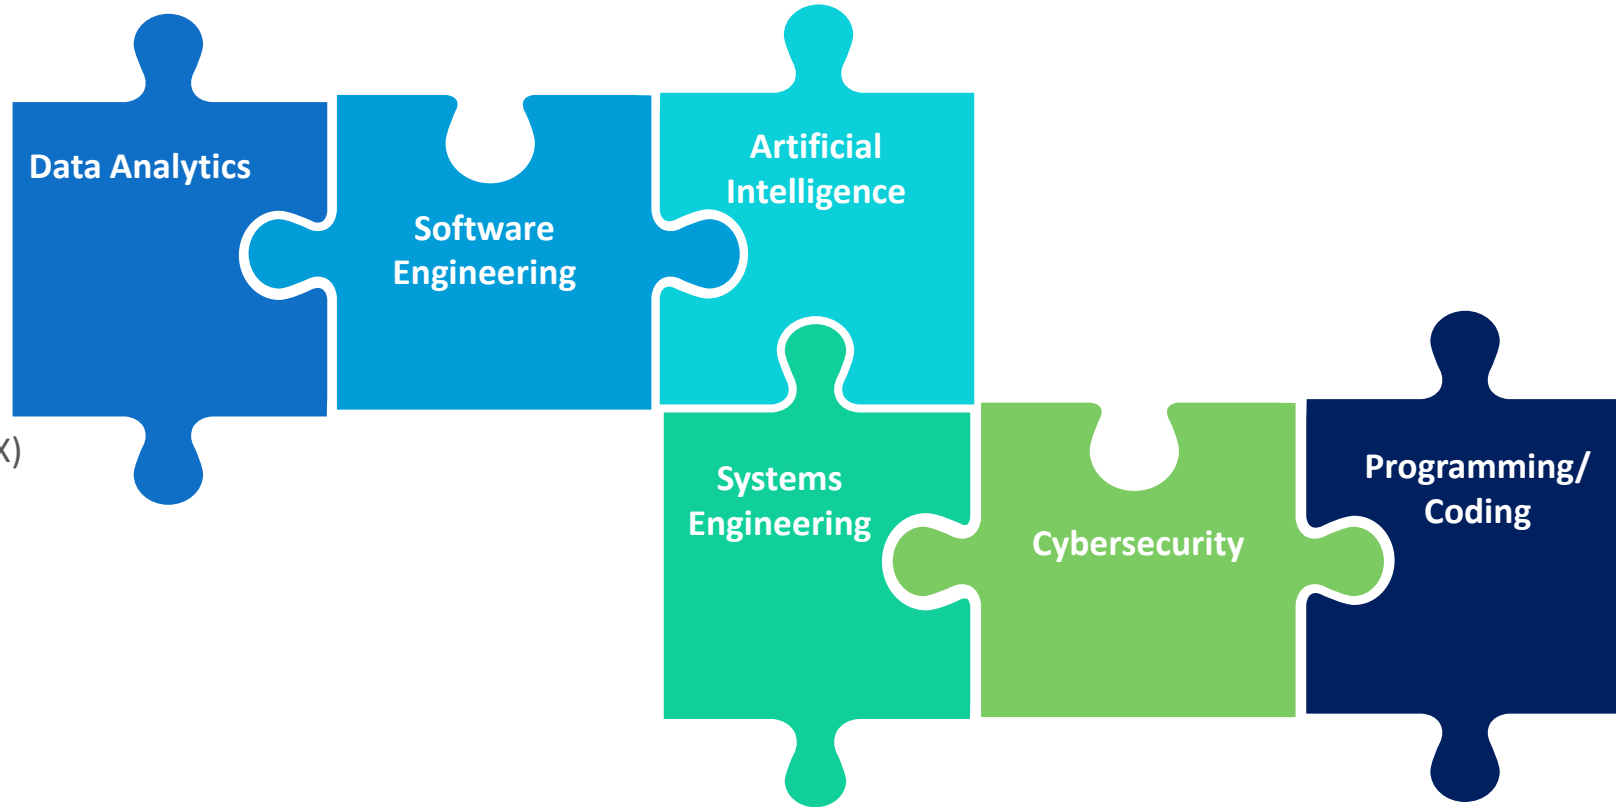 Data Analytics
Software
Engineering
Artificial
Intelligence
X)
Systems
Engineering
Cybersecurity
Programming/
Coding